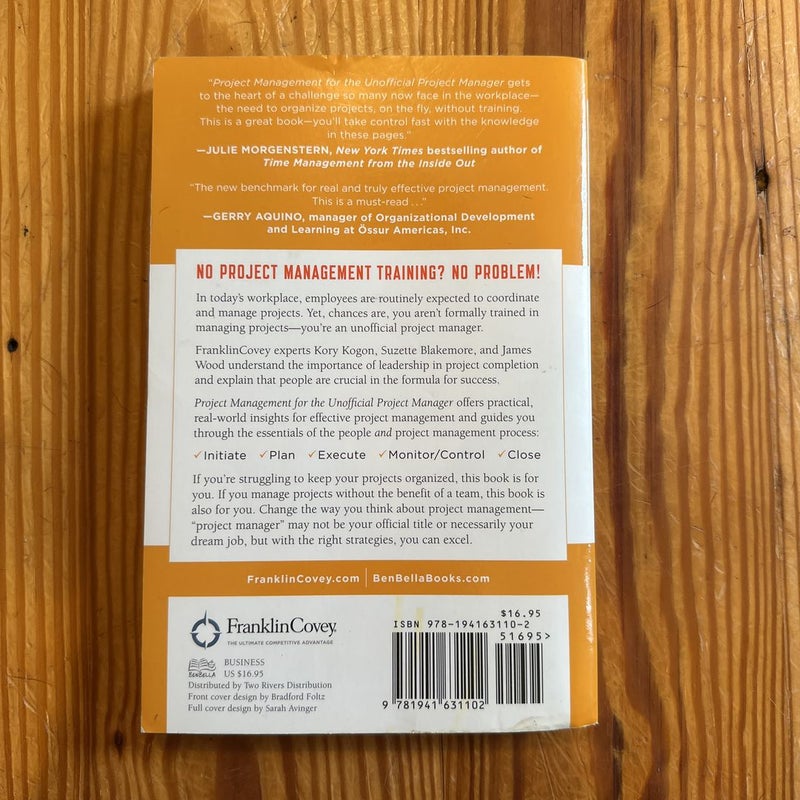 "Project Management for the Unofficial Project Manager gets
to the heart of a challenge so many now face in the workplace—
the need to organize projects, on the fly, without training.
This is a great book—you'll take control fast with the knowledge
in these pages."
—JULIE MORGENSTERN, New York Times bestselling author of
Time Management from the Inside Out
"The new benchmark for real and truly effective project management.
This is a must-read . . ."
—GERRY AQUINO, manager of Organizational Development
and Learning at Össur Americas, Inc.
NO PROJECT MANAGEMENT TRAINING? NO PROBLEM!
In today's workplace, employees are routinely expected to coordinate
and manage projects. Yet, chances are, you aren't formally trained in
managing projects—you're an unofficial project manager.
FranklinCovey experts Kory Kogon, Suzette Blakemore, and James
Wood understand the importance of leadership in project completion
and explain that people are crucial in the formula for success.
Project Management for the Unofficial Project Manager offers practical,
real-world insights for effective project management and guides you
through the essentials of the people and project management process:
✓Initiate ✓Plan ✓Execute ✓Monitor/Control ✓Close
If you're struggling to keep your projects organized, this book is for
you. If you manage projects without the benefit of a team, this book is
also for you. Change the way you think about project management—
"project manager" may not be your official title or necessarily your
dream job, but with the right strategies, you can excel.
FranklinCovey.com | BenBellaBooks.com
FranklinCovey
THE ULTIMATE COMPETITIVE ADVANTAGE
BENBELLA
BUSINESS
US $16.95
Distributed by Two Rivers Distribution
Front cover design by Bradford Foltz
Full cover design by Sarah Avinger
$16.95
ISBN 978-194163110-2
51695>
9 781941 631102